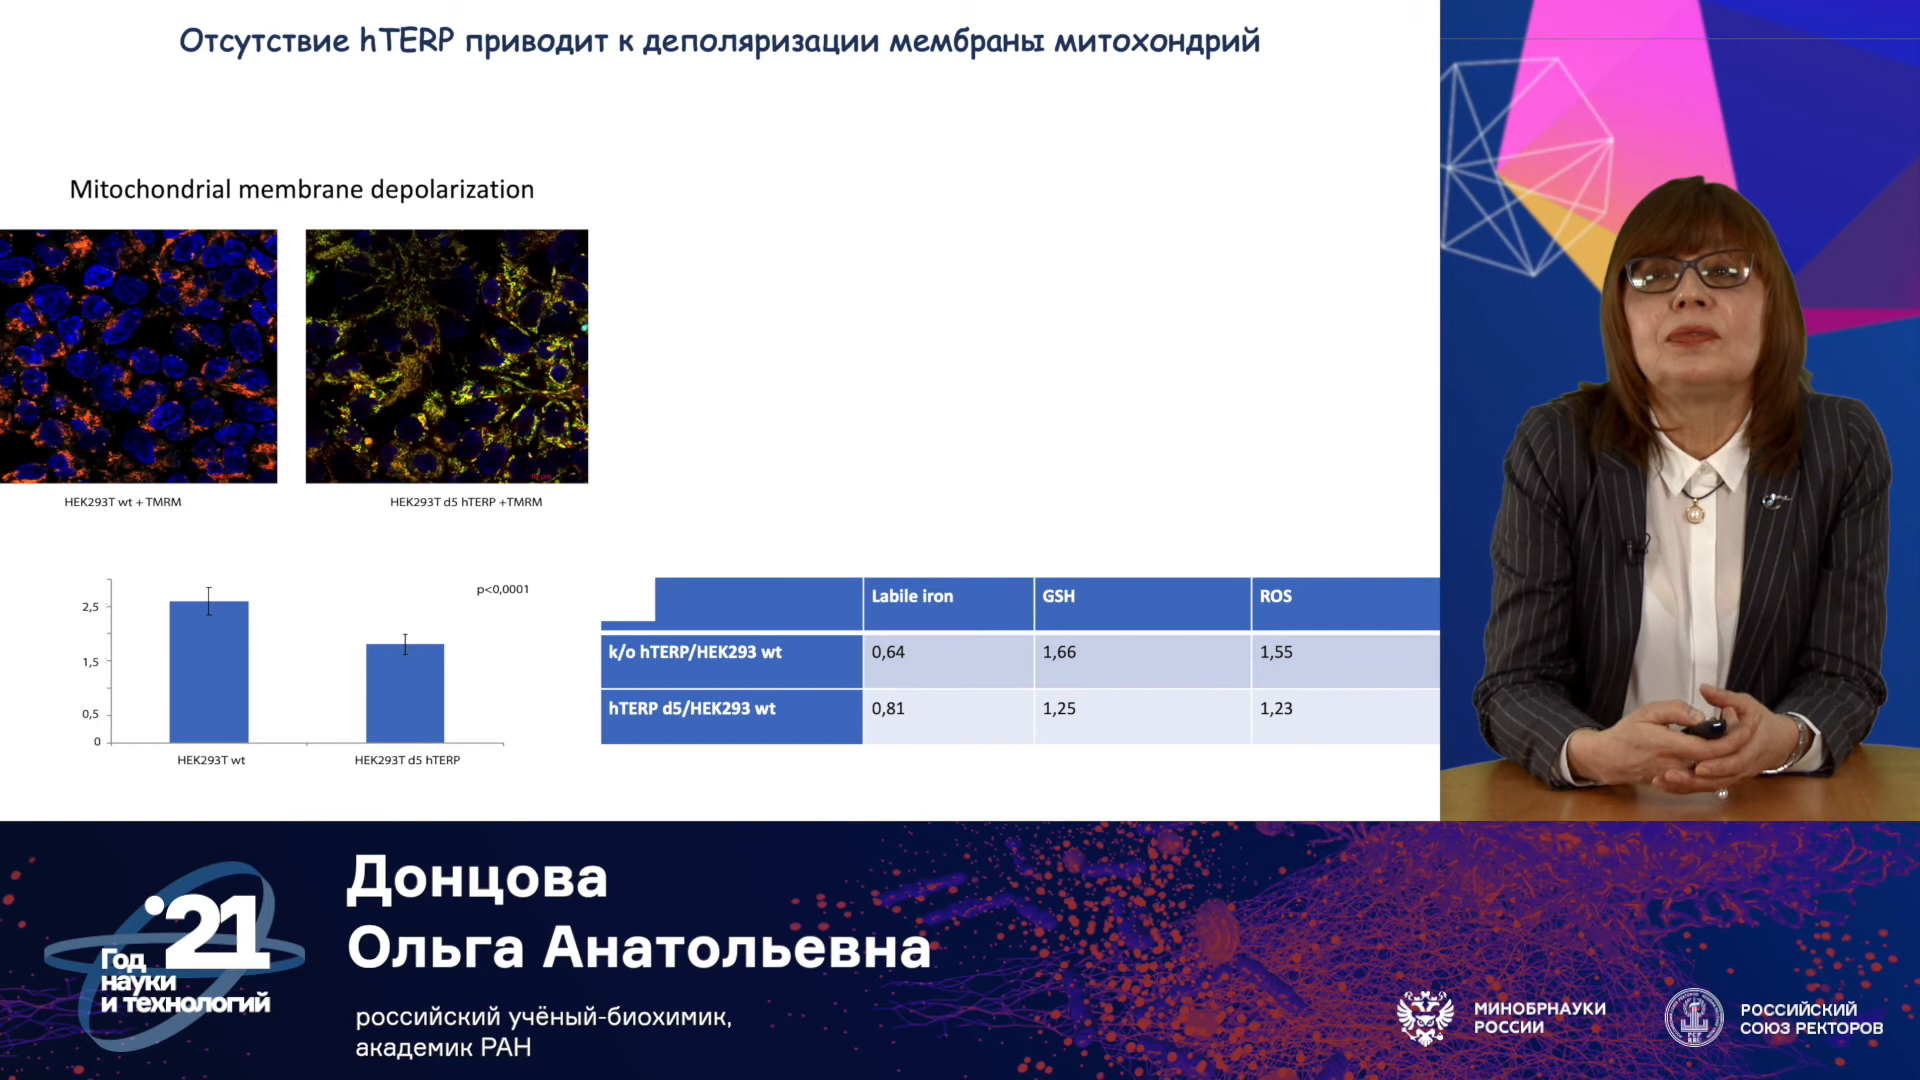 Отсутствие hTERP приводит к деполяризации мембраны митохондрий
Mitochondrial membrane depolarization
HEK293T wt + TMRM
HEK293T d5 hTERP +TMRM
p<0,0001
2,5
1,5
0,5
0
HEK293T wt
HEK293T d5 hTERP
Labile iron GSH ROS
k/o hTERP/HEK293 wt 0,64 1,66 1,55
hTERP d5/HEK293 wt 0,81 1,25 1,23
'21
Год
науки
и технологий
Донцова
Ольга Анатольевна
российский учёный-биохимик,
академик РАН
МИНОБРНАУКИ
РОССИИ
РОССИЙСКИЙ
СОЮЗ РЕКТОРОВ